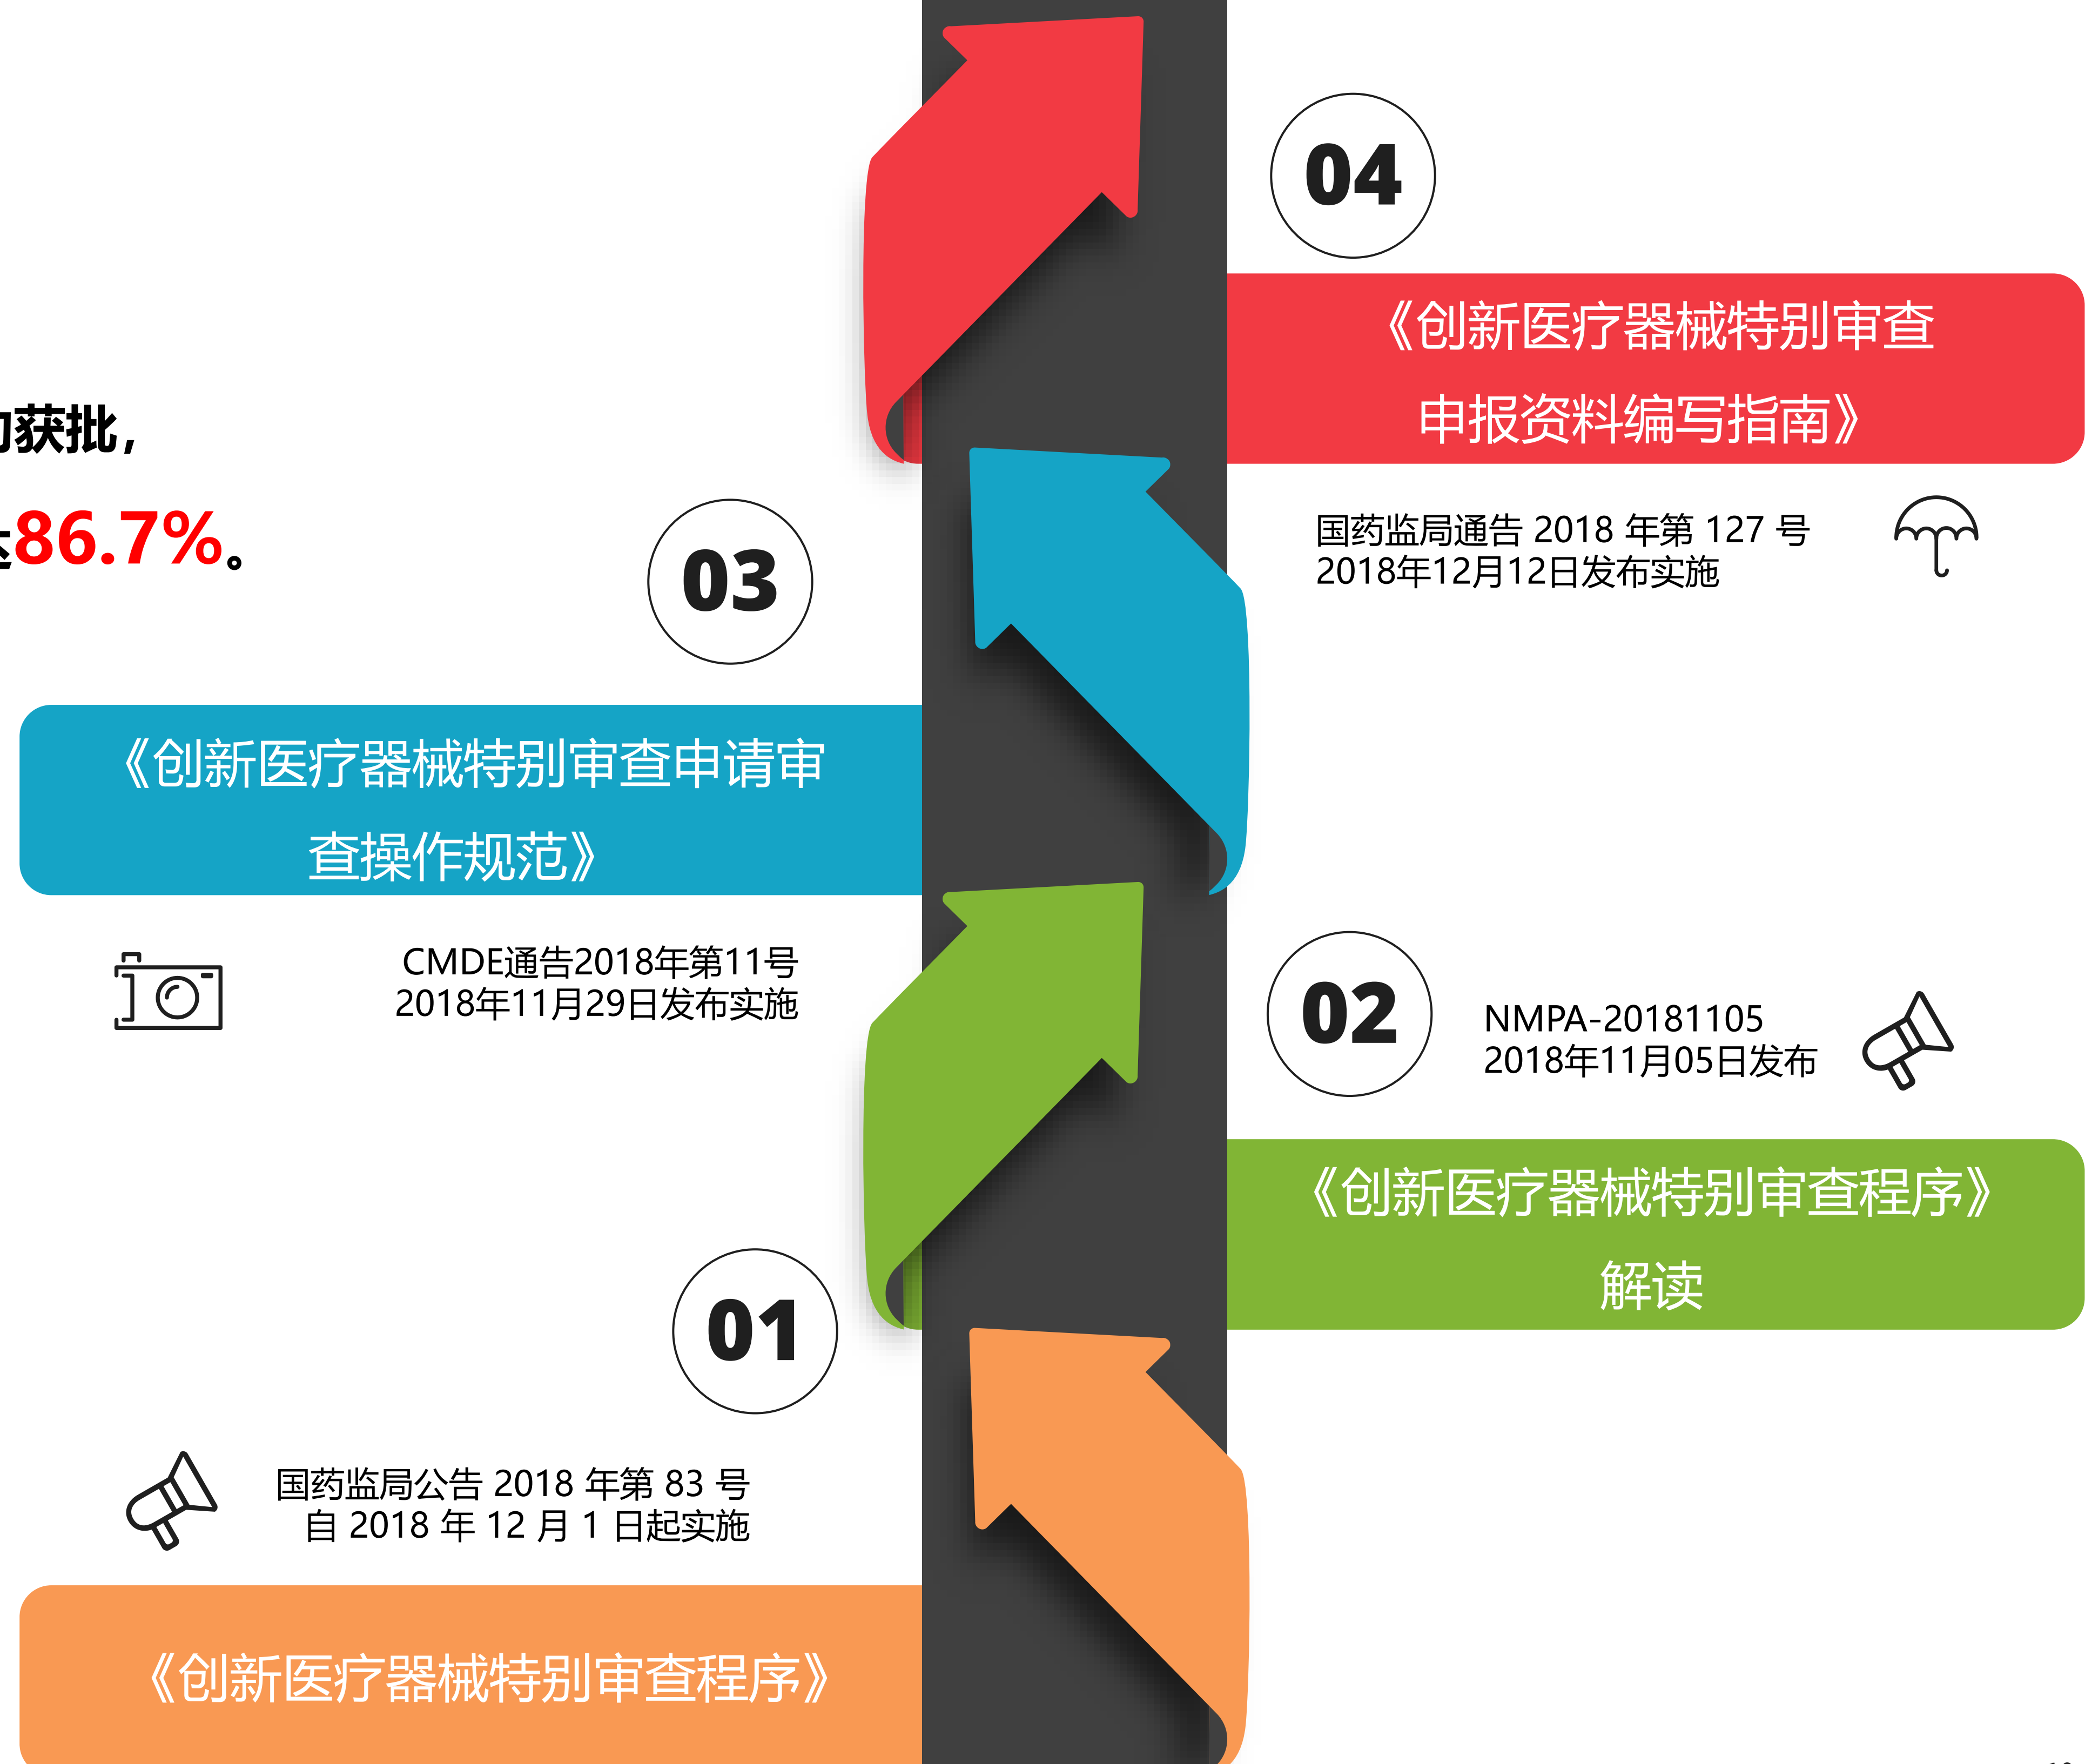 04
《创新医疗器械特别审查
申报资料编写指南》
国药监局通告 2018 年第 127 号
2018年12月12日发布实施
获批，
86.7%。
03
《创新医疗器械特别审查申请审
查操作规范》
CMDE通告2018年第11号
2018年11月29日发布实施
02
NMPA-20181105
2018年11月05日发布
《创新医疗器械特别审查程序》
解读
01
国药监局公告 2018 年第 83 号
自 2018 年 12 月 1 日起实施
《创新医疗器械特别审查程序》